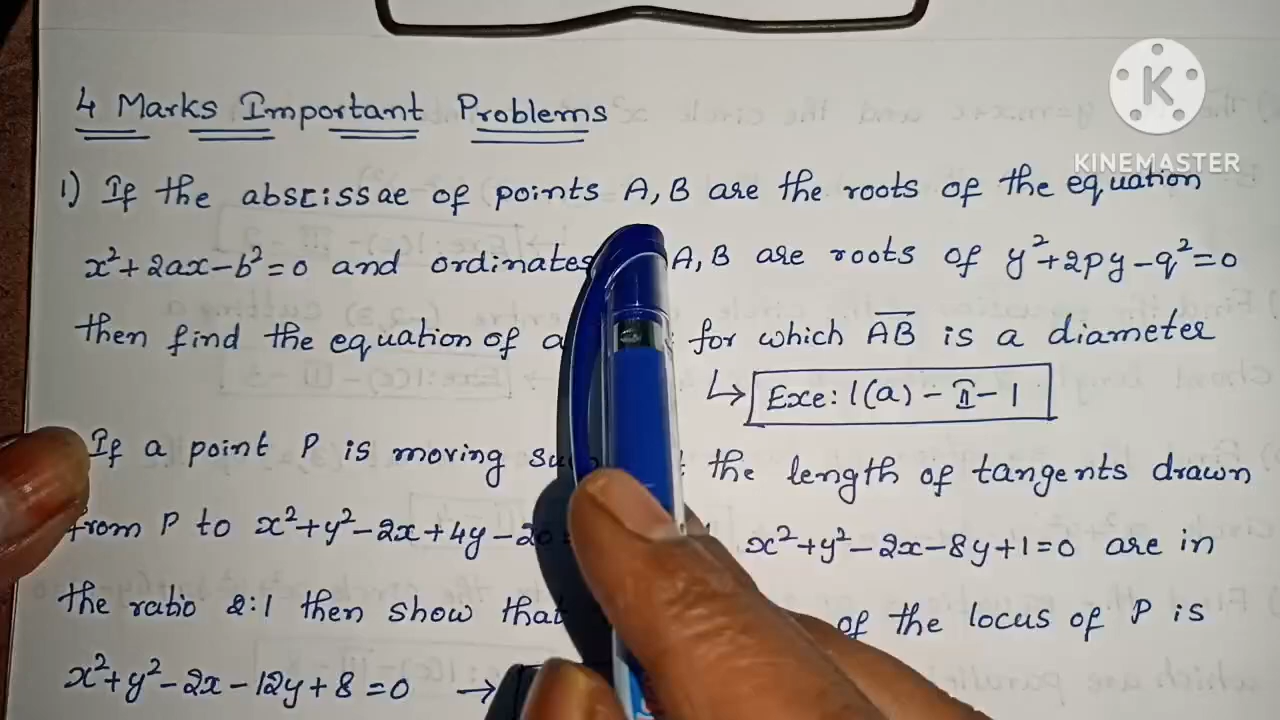 4 Marks Important Problems
K
KINEMASTER
1) If the abscissae of points A, B are the roots of the equation
x²+2ax-b²=0 and ordinates A, B are roots of y²+2py-q²=0
then find the equation of a for which AB is a diameter
↳ Exe: 1(a) - II - 1
If a point P is moving the length of tangents drawn
from P to x²+y²-2x+4y-20 x²+y²-2x-8y+1=0 are in
the ratio 2:1 then show that of the locus of P is
x²+y²-2x-12y+8=0 →